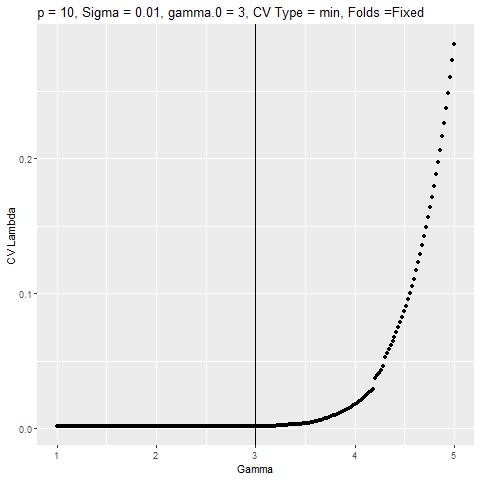 p = 10, Sigma = 0.01, gamma.0 = 3, CV Type = min, Folds =Fixed
0.2
0.1
0.0
CV Lambda
1 2 3 4 5
Gamma